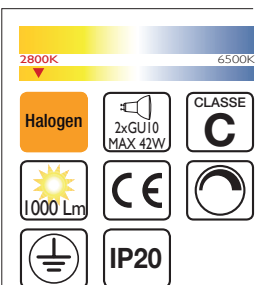 2800K 6500K
Halogen
2xGU10
MAX 42W
CLASSE
C
1000 Lm
CE
IP20